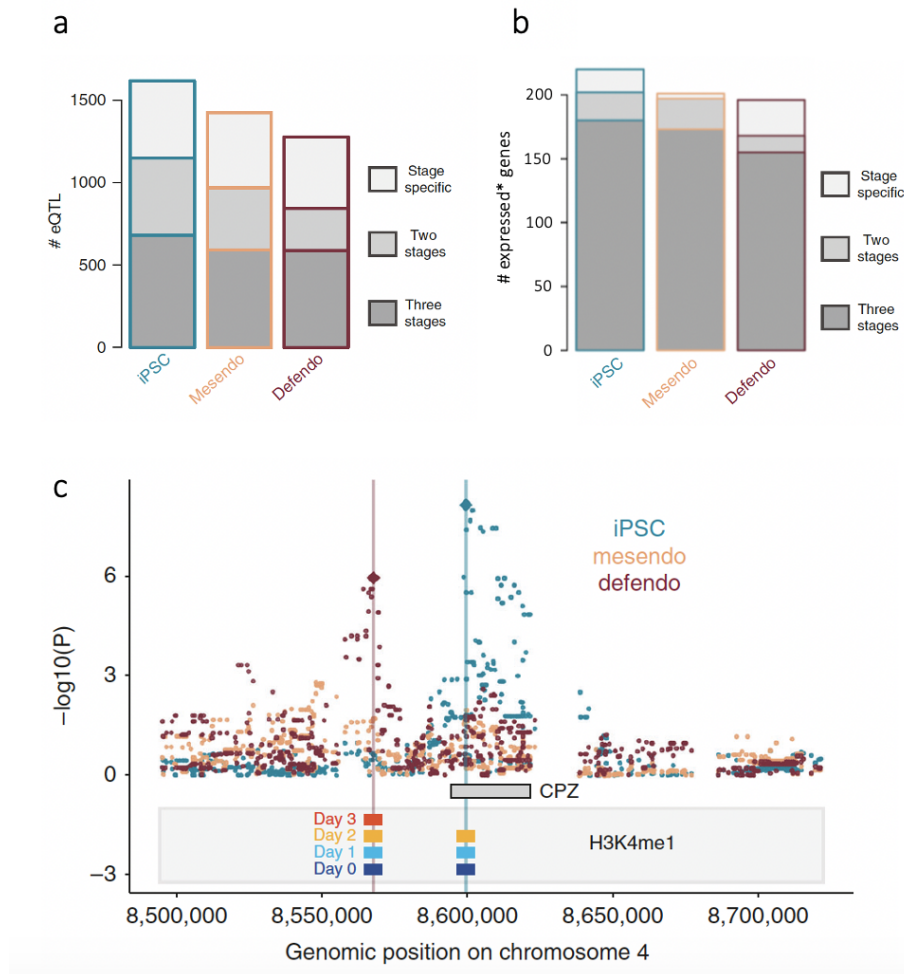 a
# eQTL
1500
1000
500
0
iPSC
Mesendo
Defendo
Stage
specific
Two
stages
Three
stages
b
# expressed* genes
200
150
100
50
0
iPSC
Mesendo
Defendo
Stage
specific
Two
stages
Three
stages
c
−log10(P)
6
3
0
−3
iPSC
mesendo
defendo
CPZ
Day 3
Day 2
Day 1
Day 0
H3K4me1
8,500,000
8,550,000
8,600,000
8,650,000
8,700,000
Genomic position on chromosome 4